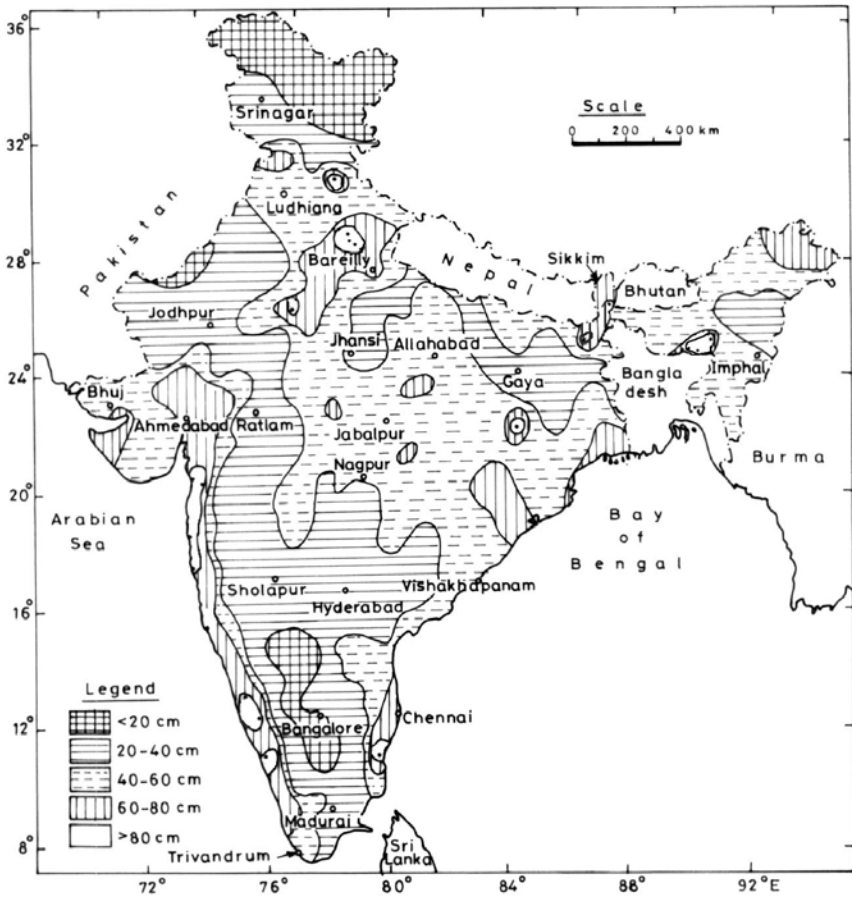 36°
32°
28°
24°
20°
16°
12°
8°
Scale
0 200 400 km
Srinagar
Ludhiana
Pakistan
Bareilly
Nepal
Sikkim
Bhutan
Jodhpur
Jhansi
Allahabad
Gaya
Bangla
desh
Imphal
Bhuj
Ahmedabad
Ratlam
Jabalpur
Nagpur
Burma
Arabian
Sea
Bay
of
Bengal
Sholapur
Hyderabad
Vishakhapanam
Legend
<20 cm
20-40 cm
40-60 cm
60-80 cm
>80 cm
Bangalore
Chennai
Madurai
Trivandrum
Sri
Lanka
72°
76°
80°
84°
88°
92°E